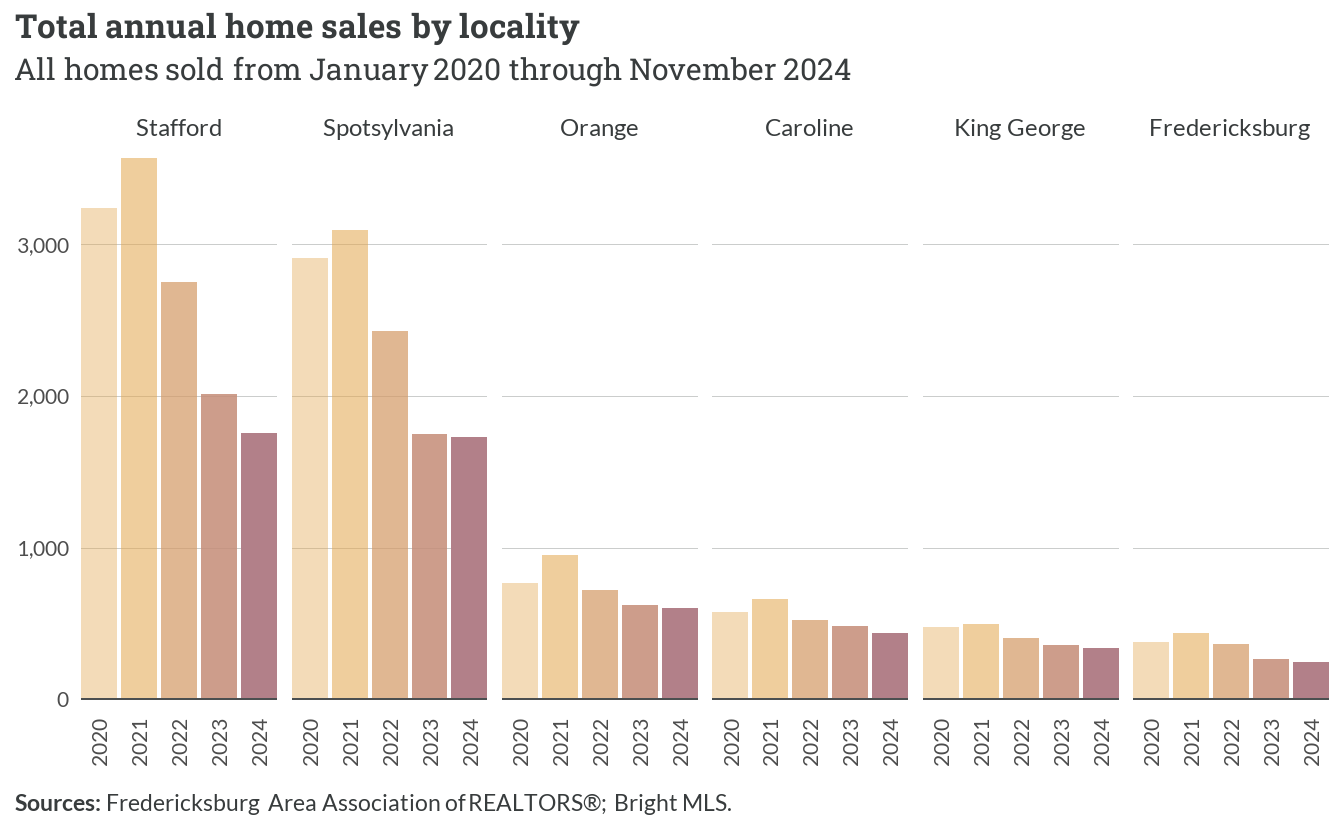 Total annual home sales by locality
All homes sold from January 2020 through November 2024
Stafford Spotsylvania Orange Caroline King George Fredericksburg
3,000
2,000
1,000
0
2020 2021 2022 2023 2024 2020 2021 2022 2023 2024 2020 2021 2022 2023 2024 2020 2021 2022 2023 2024 2020 2021 2022 2023 2024 2020 2021 2022 2023 2024
Sources: Fredericksburg Area Association of REALTORS®; Bright MLS.